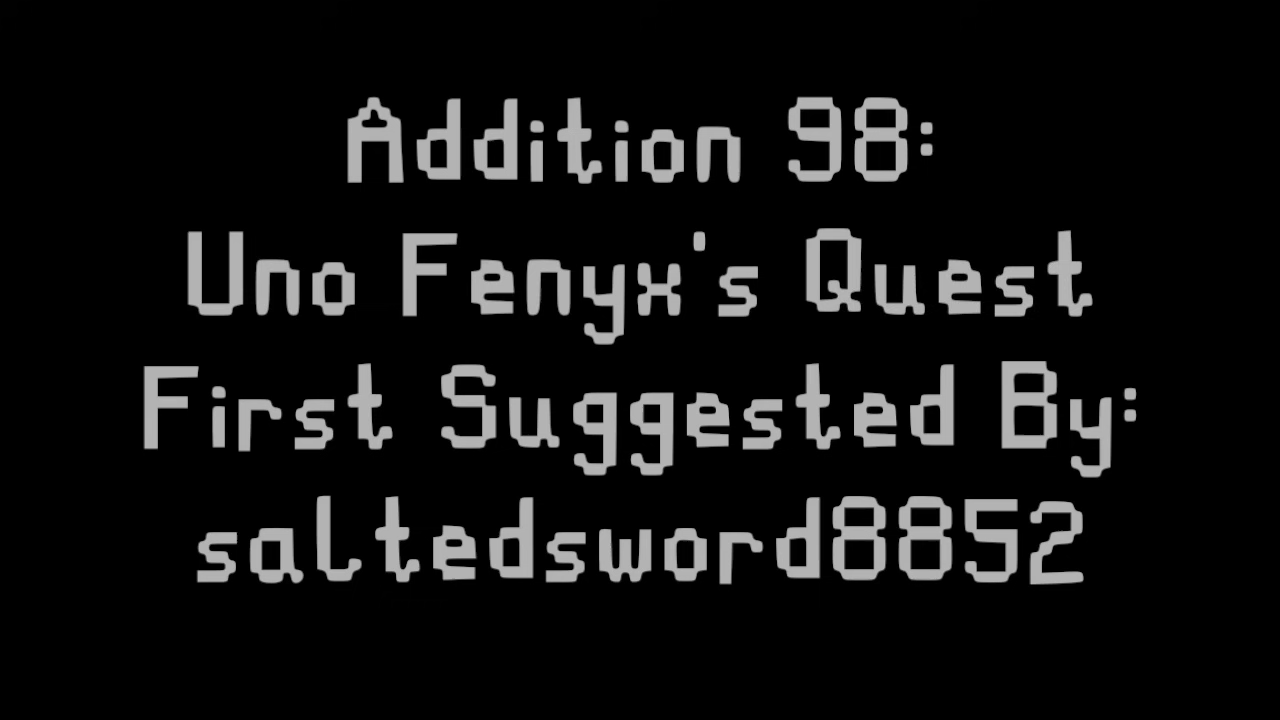 Addition 98:
Uno Fenyx's Quest
First Suggested By:
saltedsword8852